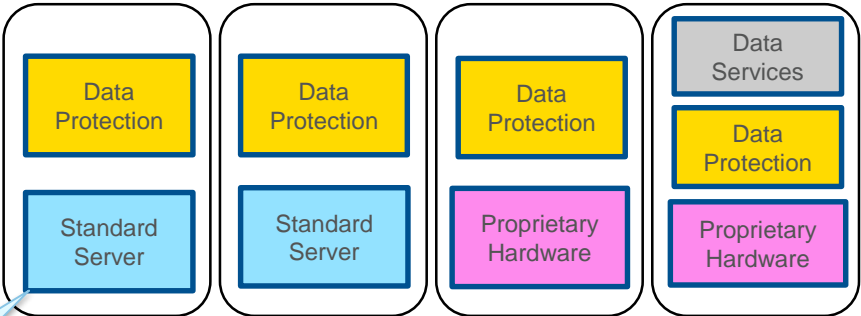 Data
Protection
Standard
Server
Data
Protection
Standard
Server
Data
Protection
Proprietary
Hardware
Data
Services
Data
Protection
Proprietary
Hardware